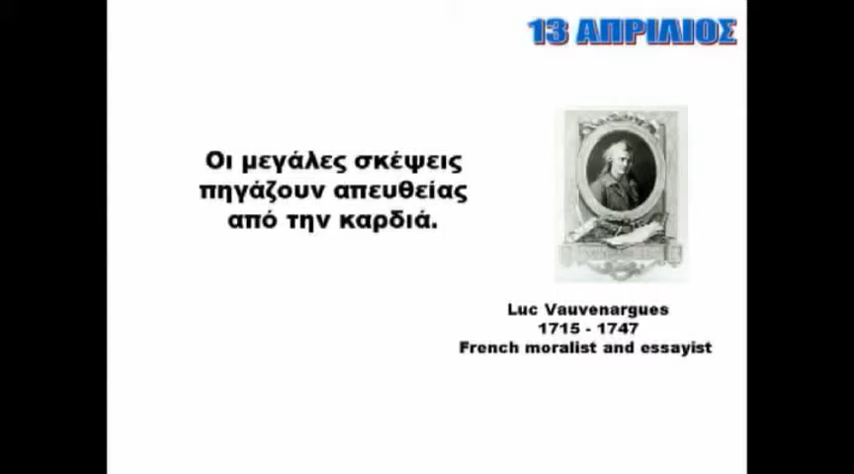 13 ΑΠΡΙΛΙΟΣ
Οι μεγάλες σκέψεις
πηγάζουν απευθείας
από την καρδιά.
Luc Vauvenargues
1715 - 1747
French moralist and essayist